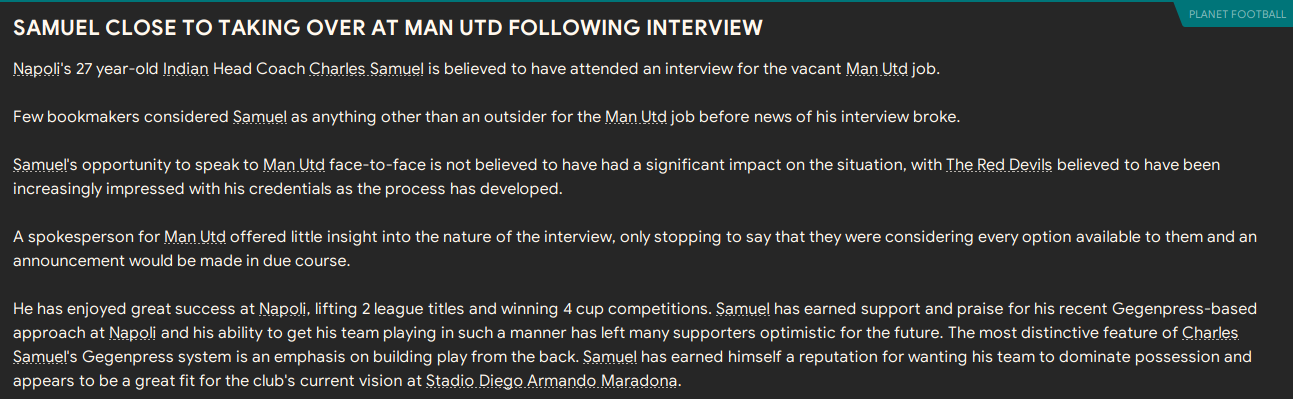 PLANET FOOTBALL
SAMUEL CLOSE TO TAKING OVER AT MAN UTD FOLLOWING INTERVIEW
Napoli's 27 year-old Indian Head Coach Charles Samuel is believed to have attended an interview for the vacant Man Utd job.
Few bookmakers considered Samuel as anything other than an outsider for the Man Utd job before news of his interview broke.
Samuel's opportunity to speak to Man Utd face-to-face is not believed to have had a significant impact on the situation, with The Red Devils believed to have been
increasingly impressed with his credentials as the process has developed.
A spokesperson for Man Utd offered little insight into the nature of the interview, only stopping to say that they were considering every option available to them and an
announcement would be made in due course.
He has enjoyed great success at Napoli, lifting 2 league titles and winning 4 cup competitions. Samuel has earned support and praise for his recent Gegenpress-based
approach at Napoli and his ability to get his team playing in such a manner has left many supporters optimistic for the future. The most distinctive feature of Charles
Samuel's Gegenpress system is an emphasis on building play from the back. Samuel has earned himself a reputation for wanting his team to dominate possession and
appears to be a great fit for the club's current vision at Stadio Diego Armando Maradona.